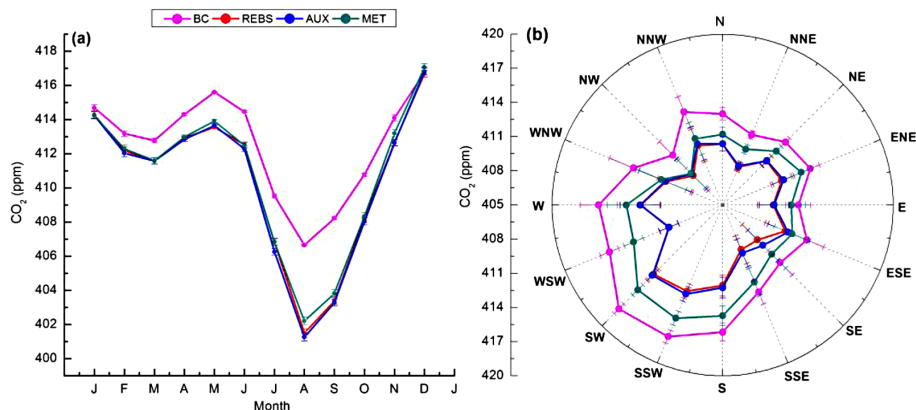 BC REBS AUX MET
(a)
CO2 (ppm)
418
416
414
412
410
408
406
404
402
400
398
J F M A M J J A S O N D J
Month
(b)
CO2 (ppm)
420
417
414
411
408
405
408
411
414
417
420
N
NNE
NE
ENE
E
ESE
SE
SSE
S
SSW
SW
WSW
W
WNW
NW
NNW